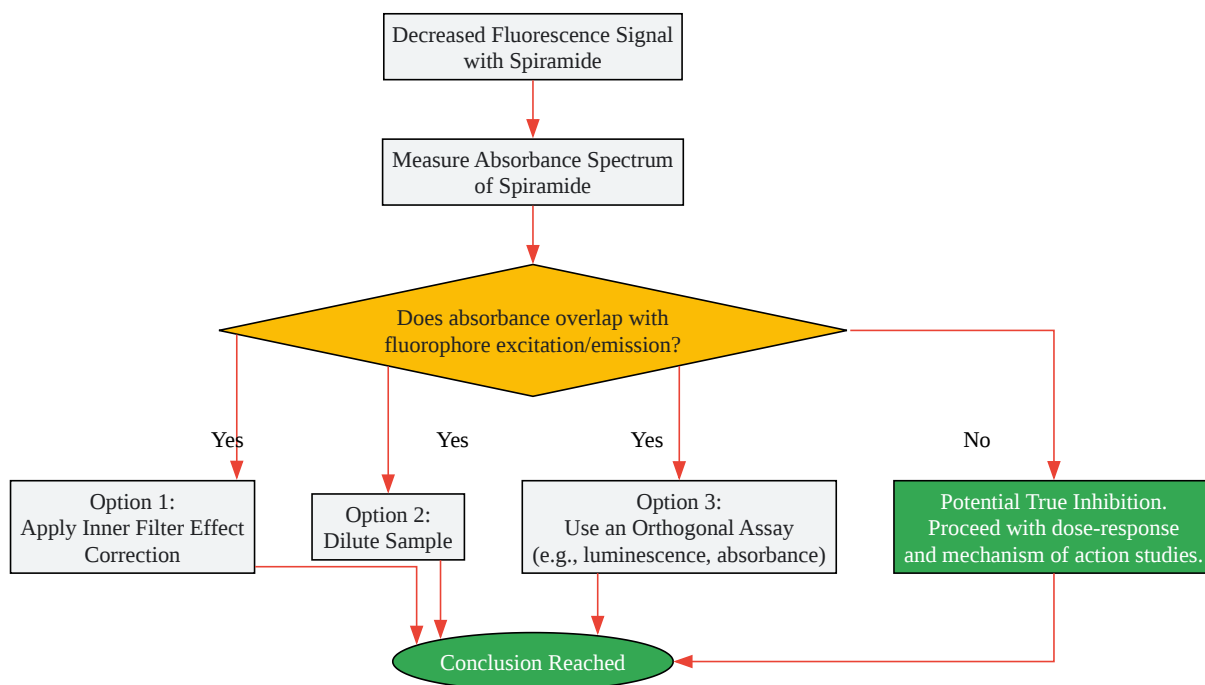 Decreased Fluorescence Signal
with Spiramide
Measure Absorbance Spectrum
of Spiramide
Does absorbance overlap with
fluorophore excitation/emission?
Yes
Yes
Yes
No
Option 1:
Apply Inner Filter Effect
Correction
Option 2:
Dilute Sample
Option 3:
Use an Orthogonal Assay
(e.g., luminescence, absorbance)
Potential True Inhibition.
Proceed with dose-response
and mechanism of action studies.
Conclusion Reached